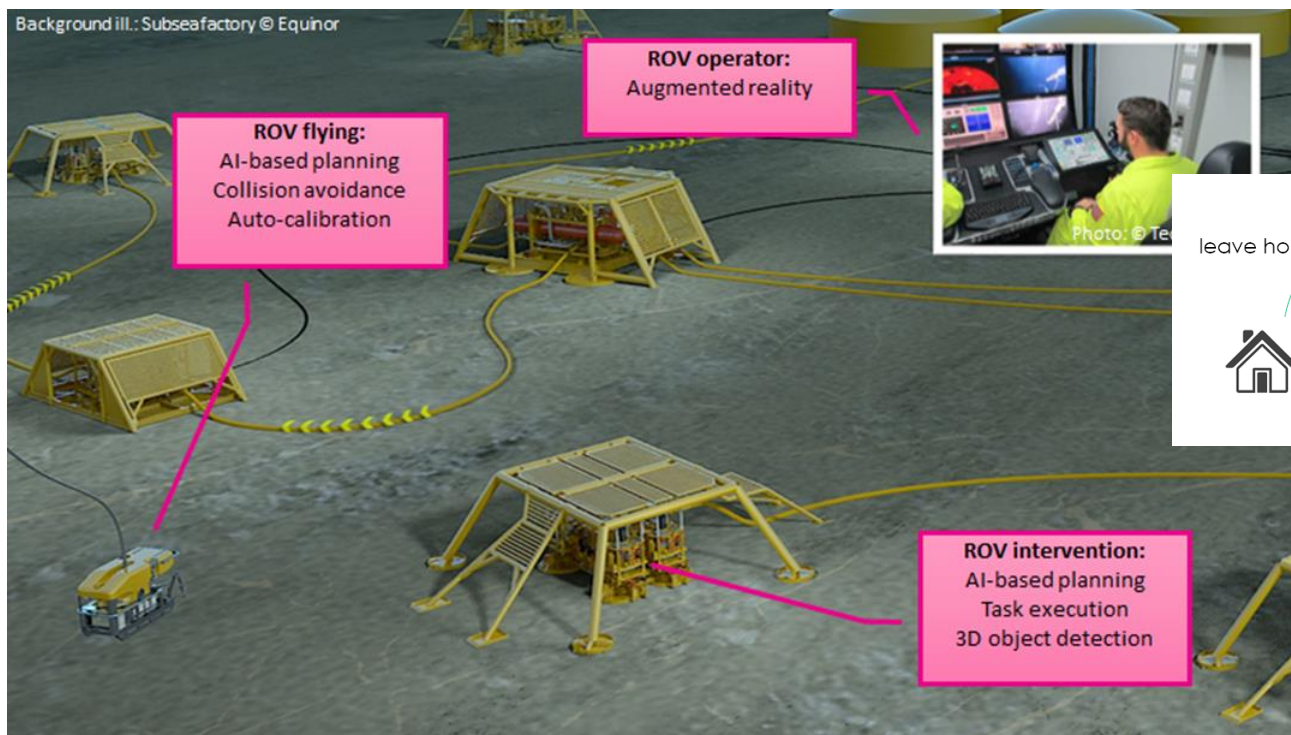 Background ill.: Subseafactory © Equinor
ROV operator:
Augmented reality
ROV flying:
AI-based planning
Collision avoidance
Auto-calibration
Photo: ©
leave
ROV intervention:
AI-based planning
Task execution
3D object detection